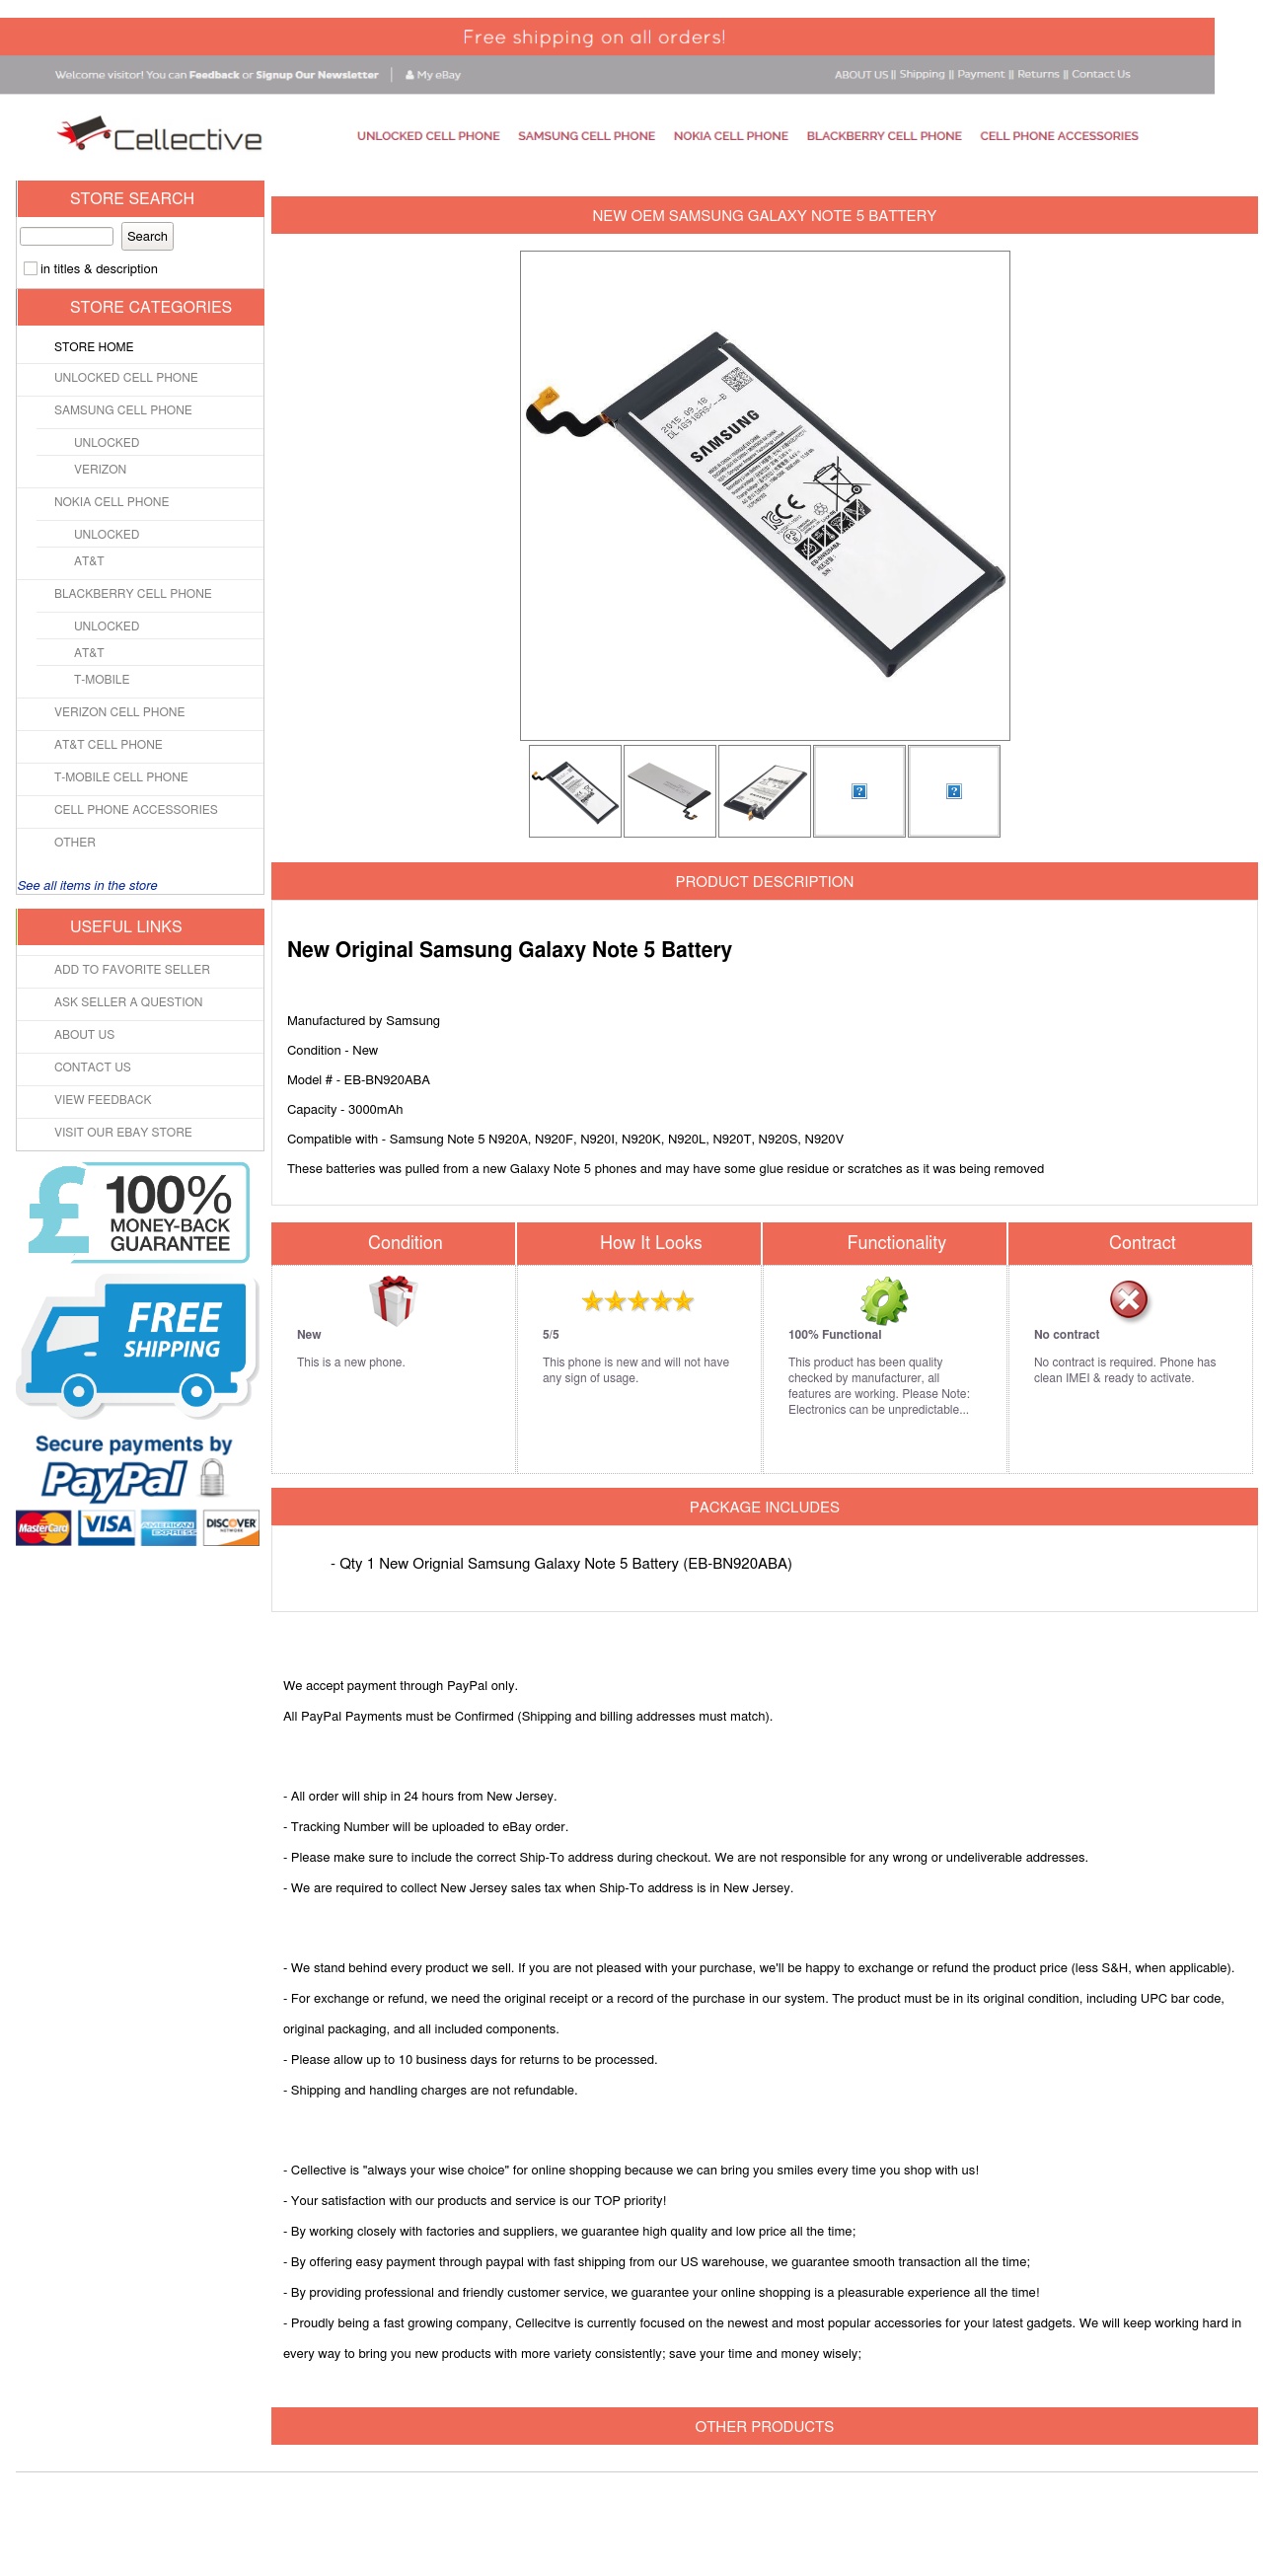 Free shipping on all orders!
Welcome visitor! You can Feedback or Signup Our Newsletter | My eBay
ABOUT US || Shipping || Payment || Returns || Contact Us
Cellective
UNLOCKED CELL PHONE SAMSUNG CELL PHONE NOKIA CELL PHONE BLACKBERRY CELL PHONE CELL PHONE ACCESSORIES
STORE SEARCH
Search
in titles & description
STORE CATEGORIES
STORE HOME
UNLOCKED CELL PHONE
SAMSUNG CELL PHONE
UNLOCKED
VERIZON
NOKIA CELL PHONE
UNLOCKED
AT&T
BLACKBERRY CELL PHONE
UNLOCKED
AT&T
T-MOBILE
VERIZON CELL PHONE
AT&T CELL PHONE
T-MOBILE CELL PHONE
CELL PHONE ACCESSORIES
OTHER
See all items in the store
USEFUL LINKS
ADD TO FAVORITE SELLER
ASK SELLER A QUESTION
ABOUT US
CONTACT US
VIEW FEEDBACK
VISIT OUR EBAY STORE
£ 100%
MONEY-BACK
GUARANTEE
FREE
SHIPPING
Secure payments by
PayPal
MasterCard VISA AMERICAN EXPRESS DISCOVER NETWORK
NEW OEM SAMSUNG GALAXY NOTE 5 BATTERY
2015.09.18
SAMSUNG
PRODUCT DESCRIPTION
New Original Samsung Galaxy Note 5 Battery
Manufactured by Samsung
Condition - New
Model # - EB-BN920ABA
Capacity - 3000mAh
Compatible with - Samsung Note 5 N920A, N920F, N920I, N920K, N920L, N920T, N920S, N920V
These batteries was pulled from a new Galaxy Note 5 phones and may have some glue residue or scratches as it was being removed
Condition
New
This is a new phone.
How It Looks
5/5
This phone is new and will not have
any sign of usage.
Functionality
100% Functional
This product has been quality
checked by manufacturer, all
features are working. Please Note:
Electronics can be unpredictable...
Contract
No contract
No contract is required. Phone has
clean IMEI & ready to activate.
PACKAGE INCLUDES
- Qty 1 New Orignial Samsung Galaxy Note 5 Battery (EB-BN920ABA)
We accept payment through PayPal only.
All PayPal Payments must be Confirmed (Shipping and billing addresses must match).
- All order will ship in 24 hours from New Jersey.
- Tracking Number will be uploaded to eBay order.
- Please make sure to include the correct Ship-To address during checkout. We are not responsible for any wrong or undeliverable addresses.
- We are required to collect New Jersey sales tax when Ship-To address is in New Jersey.
- We stand behind every product we sell. If you are not pleased with your purchase, we'll be happy to exchange or refund the product price (less S&H, when applicable).
- For exchange or refund, we need the original receipt or a record of the purchase in our system. The product must be in its original condition, including UPC bar code,
original packaging, and all included components.
- Please allow up to 10 business days for returns to be processed.
- Shipping and handling charges are not refundable.
- Cellective is "always your wise choice" for online shopping because we can bring you smiles every time you shop with us!
- Your satisfaction with our products and service is our TOP priority!
- By working closely with factories and suppliers, we guarantee high quality and low price all the time;
- By offering easy payment through paypal with fast shipping from our US warehouse, we guarantee smooth transaction all the time;
- By providing professional and friendly customer service, we guarantee your online shopping is a pleasurable experience all the time!
- Proudly being a fast growing company, Cellecitve is currently focused on the newest and most popular accessories for your latest gadgets. We will keep working hard in
every way to bring you new products with more variety consistently; save your time and money wisely;
OTHER PRODUCTS